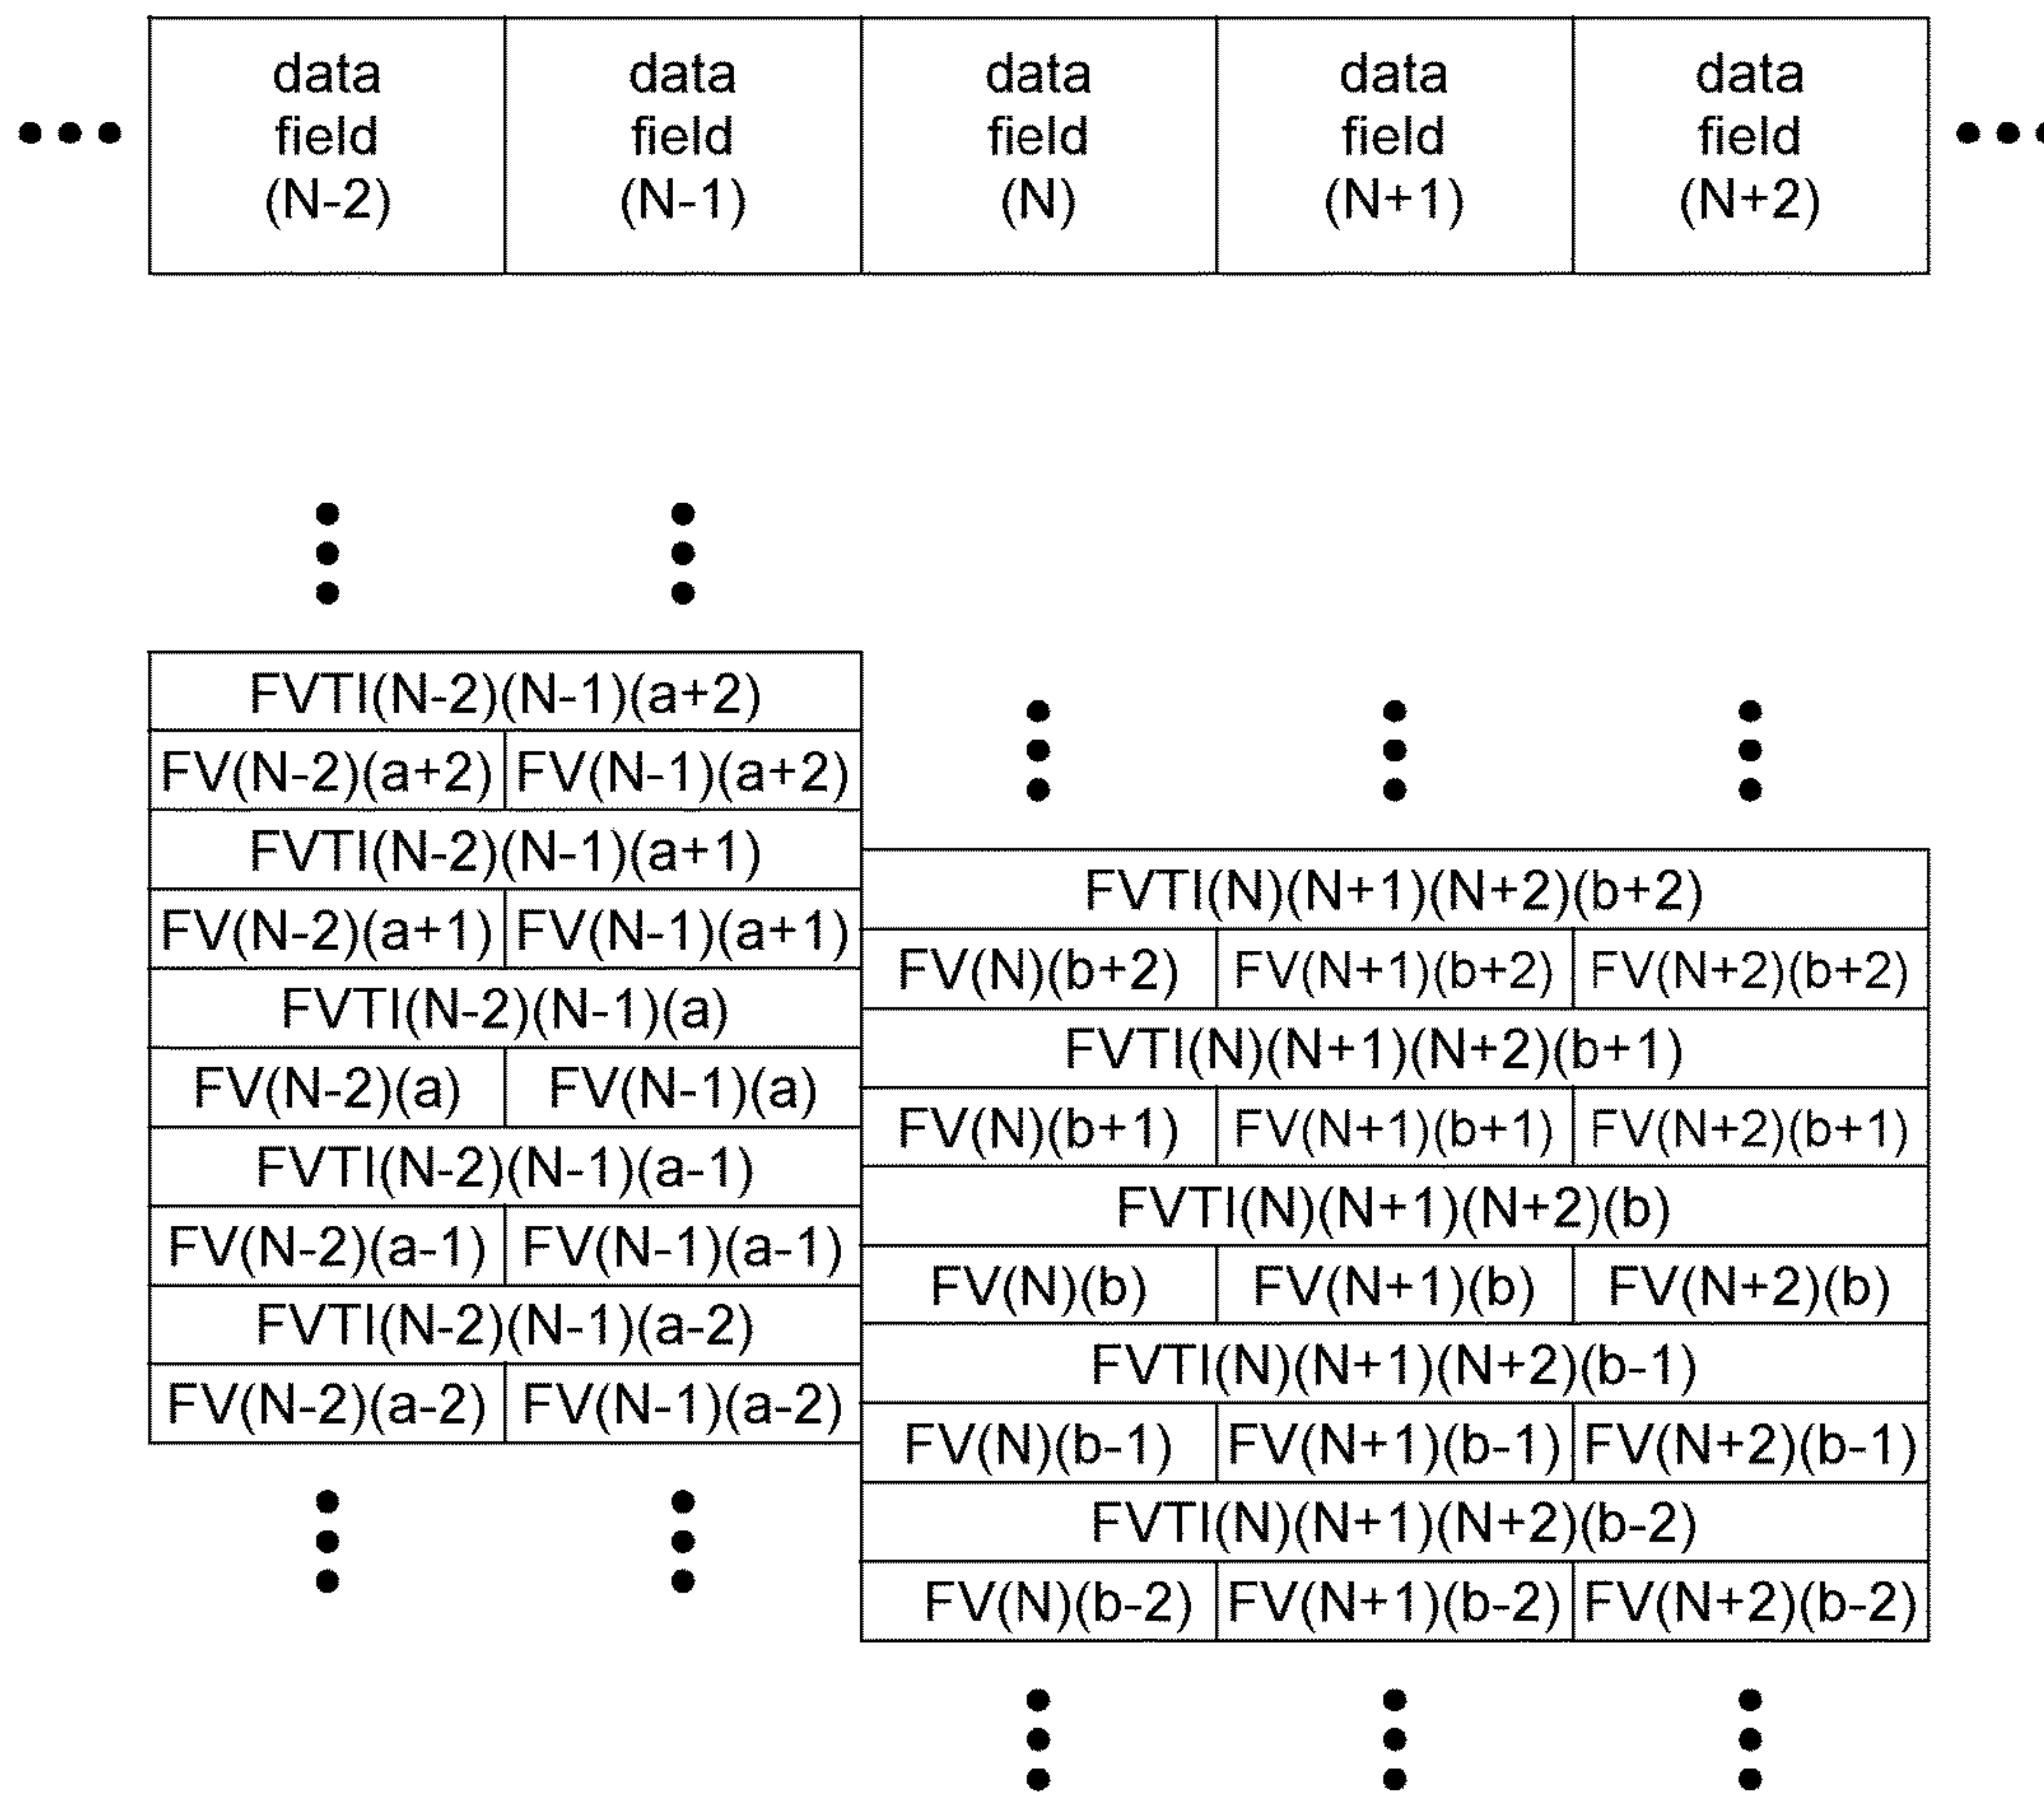 data data data data data
field field field field field
(N-2) (N-1) (N) (N+1) (N+2)
FVTI(N-2)(N-1)(a+2)
FV(N-2)(a+2) FV(N-1)(a+2)
FVTI(N-2)(N-1)(a+1)
FV(N-2)(a+1) FV(N-1)(a+1)
FVTI(N-2)(N-1)(a)
FV(N-2)(a) FV(N-1)(a)
FVTI(N-2)(N-1)(a-1)
FV(N-2)(a-1) FV(N-1)(a-1)
FVTI(N-2)(N-1)(a-2)
FV(N-2)(a-2) FV(N-1)(a-2)
FVTI(N)(N+1)(N+2)(b+2)
FV(N)(b+2) FV(N+1)(b+2) FV(N+2)(b+2)
FVTI(N)(N+1)(N+2)(b+1)
FV(N)(b+1) FV(N+1)(b+1) FV(N+2)(b+1)
FVTI(N)(N+1)(N+2)(b)
FV(N)(b) FV(N+1)(b) FV(N+2)(b)
FVTI(N)(N+1)(N+2)(b-1)
FV(N)(b-1) FV(N+1)(b-1) FV(N+2)(b-1)
FVTI(N)(N+1)(N+2)(b-2)
FV(N)(b-2) FV(N+1)(b-2) FV(N+2)(b-2)